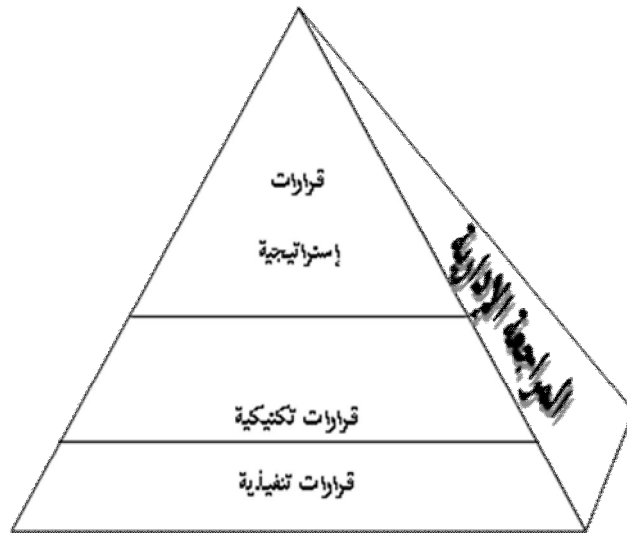 قرارات
إستراتيجية
المراجعة الإدارية
قرارات تكتيكية
قرارات تنفيذية